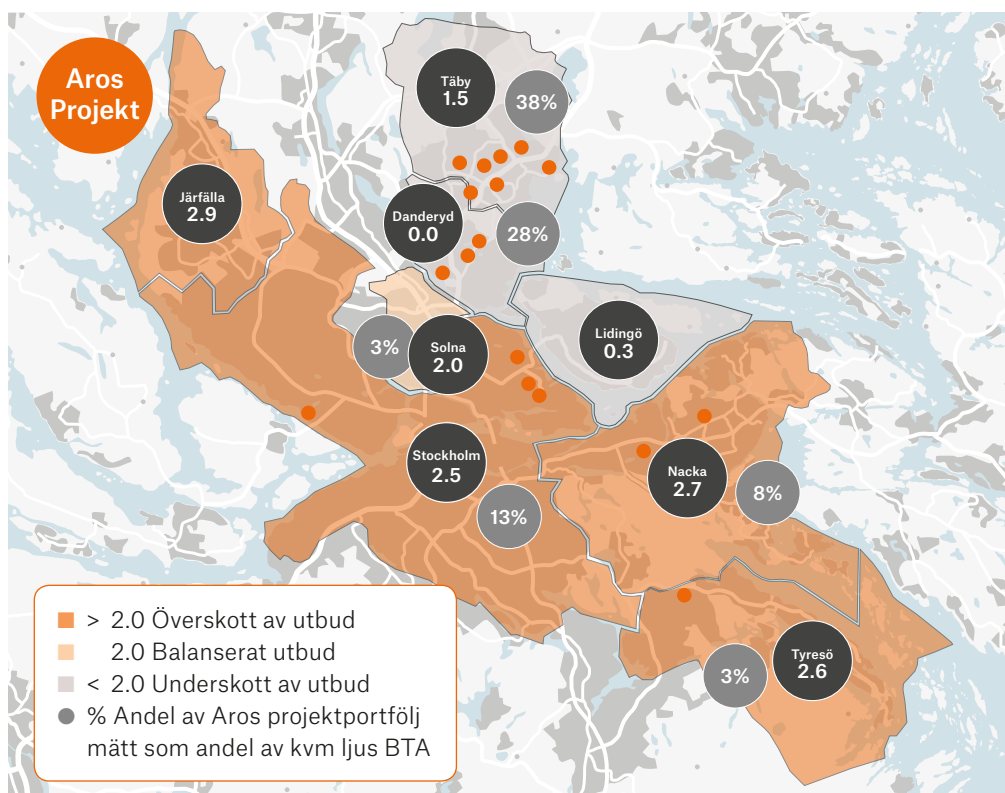 Aros
Projekt
Täby
1.5
38%
Järfälla
2.9
Danderyd
0.0
28%
3%
Solna
2.0
Lidingö
0.3
Stockholm
2.5
13%
Nacka
2.7
8%
3%
Tyresö
2.6
> 2.0 Överskott av utbud
2.0 Balanserat utbud
< 2.0 Underskott av utbud
% Andel av Aros projektportfölj
mätt som andel av kvm ljus BTA